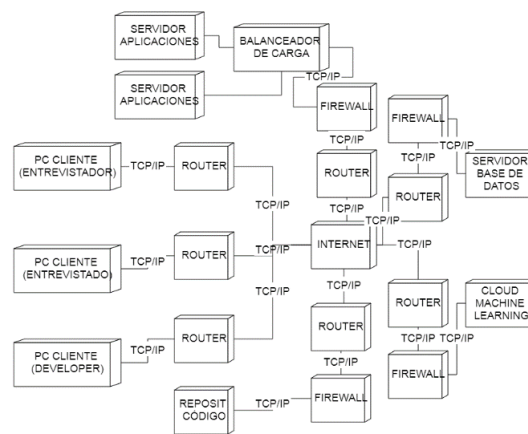 SERVIDOR
APLICACIONES
BALANCEADOR
DE CARGA
SERVIDOR
APLICACIONES
TCP/IP
FIREWALL
FIREWALL
TCP/IP
TCP/IP
TCP/IP
PC CLIENTE
(ENTREVISTADOR)
TCP/IP
ROUTER
ROUTER
ROUTER
SERVIDOR
BASE DE
DATOS
TCP/IP
TCP/IP
TCP/IP
PC CLIENTE
(ENTREVISTADO)
TCP/IP
ROUTER
TCP/IP
INTERNET
TCP/IP
TCP/IP
TCP/IP
ROUTER
CLOUD
MACHINE
LEARNING
PC CLIENTE
(DEVELOPER)
TCP/IP
ROUTER
ROUTER
TCP/IP
TCP/IP
TCP/IP
FIREWALL
REPOSIT
CÓDIGO
TCP/IP
FIREWALL